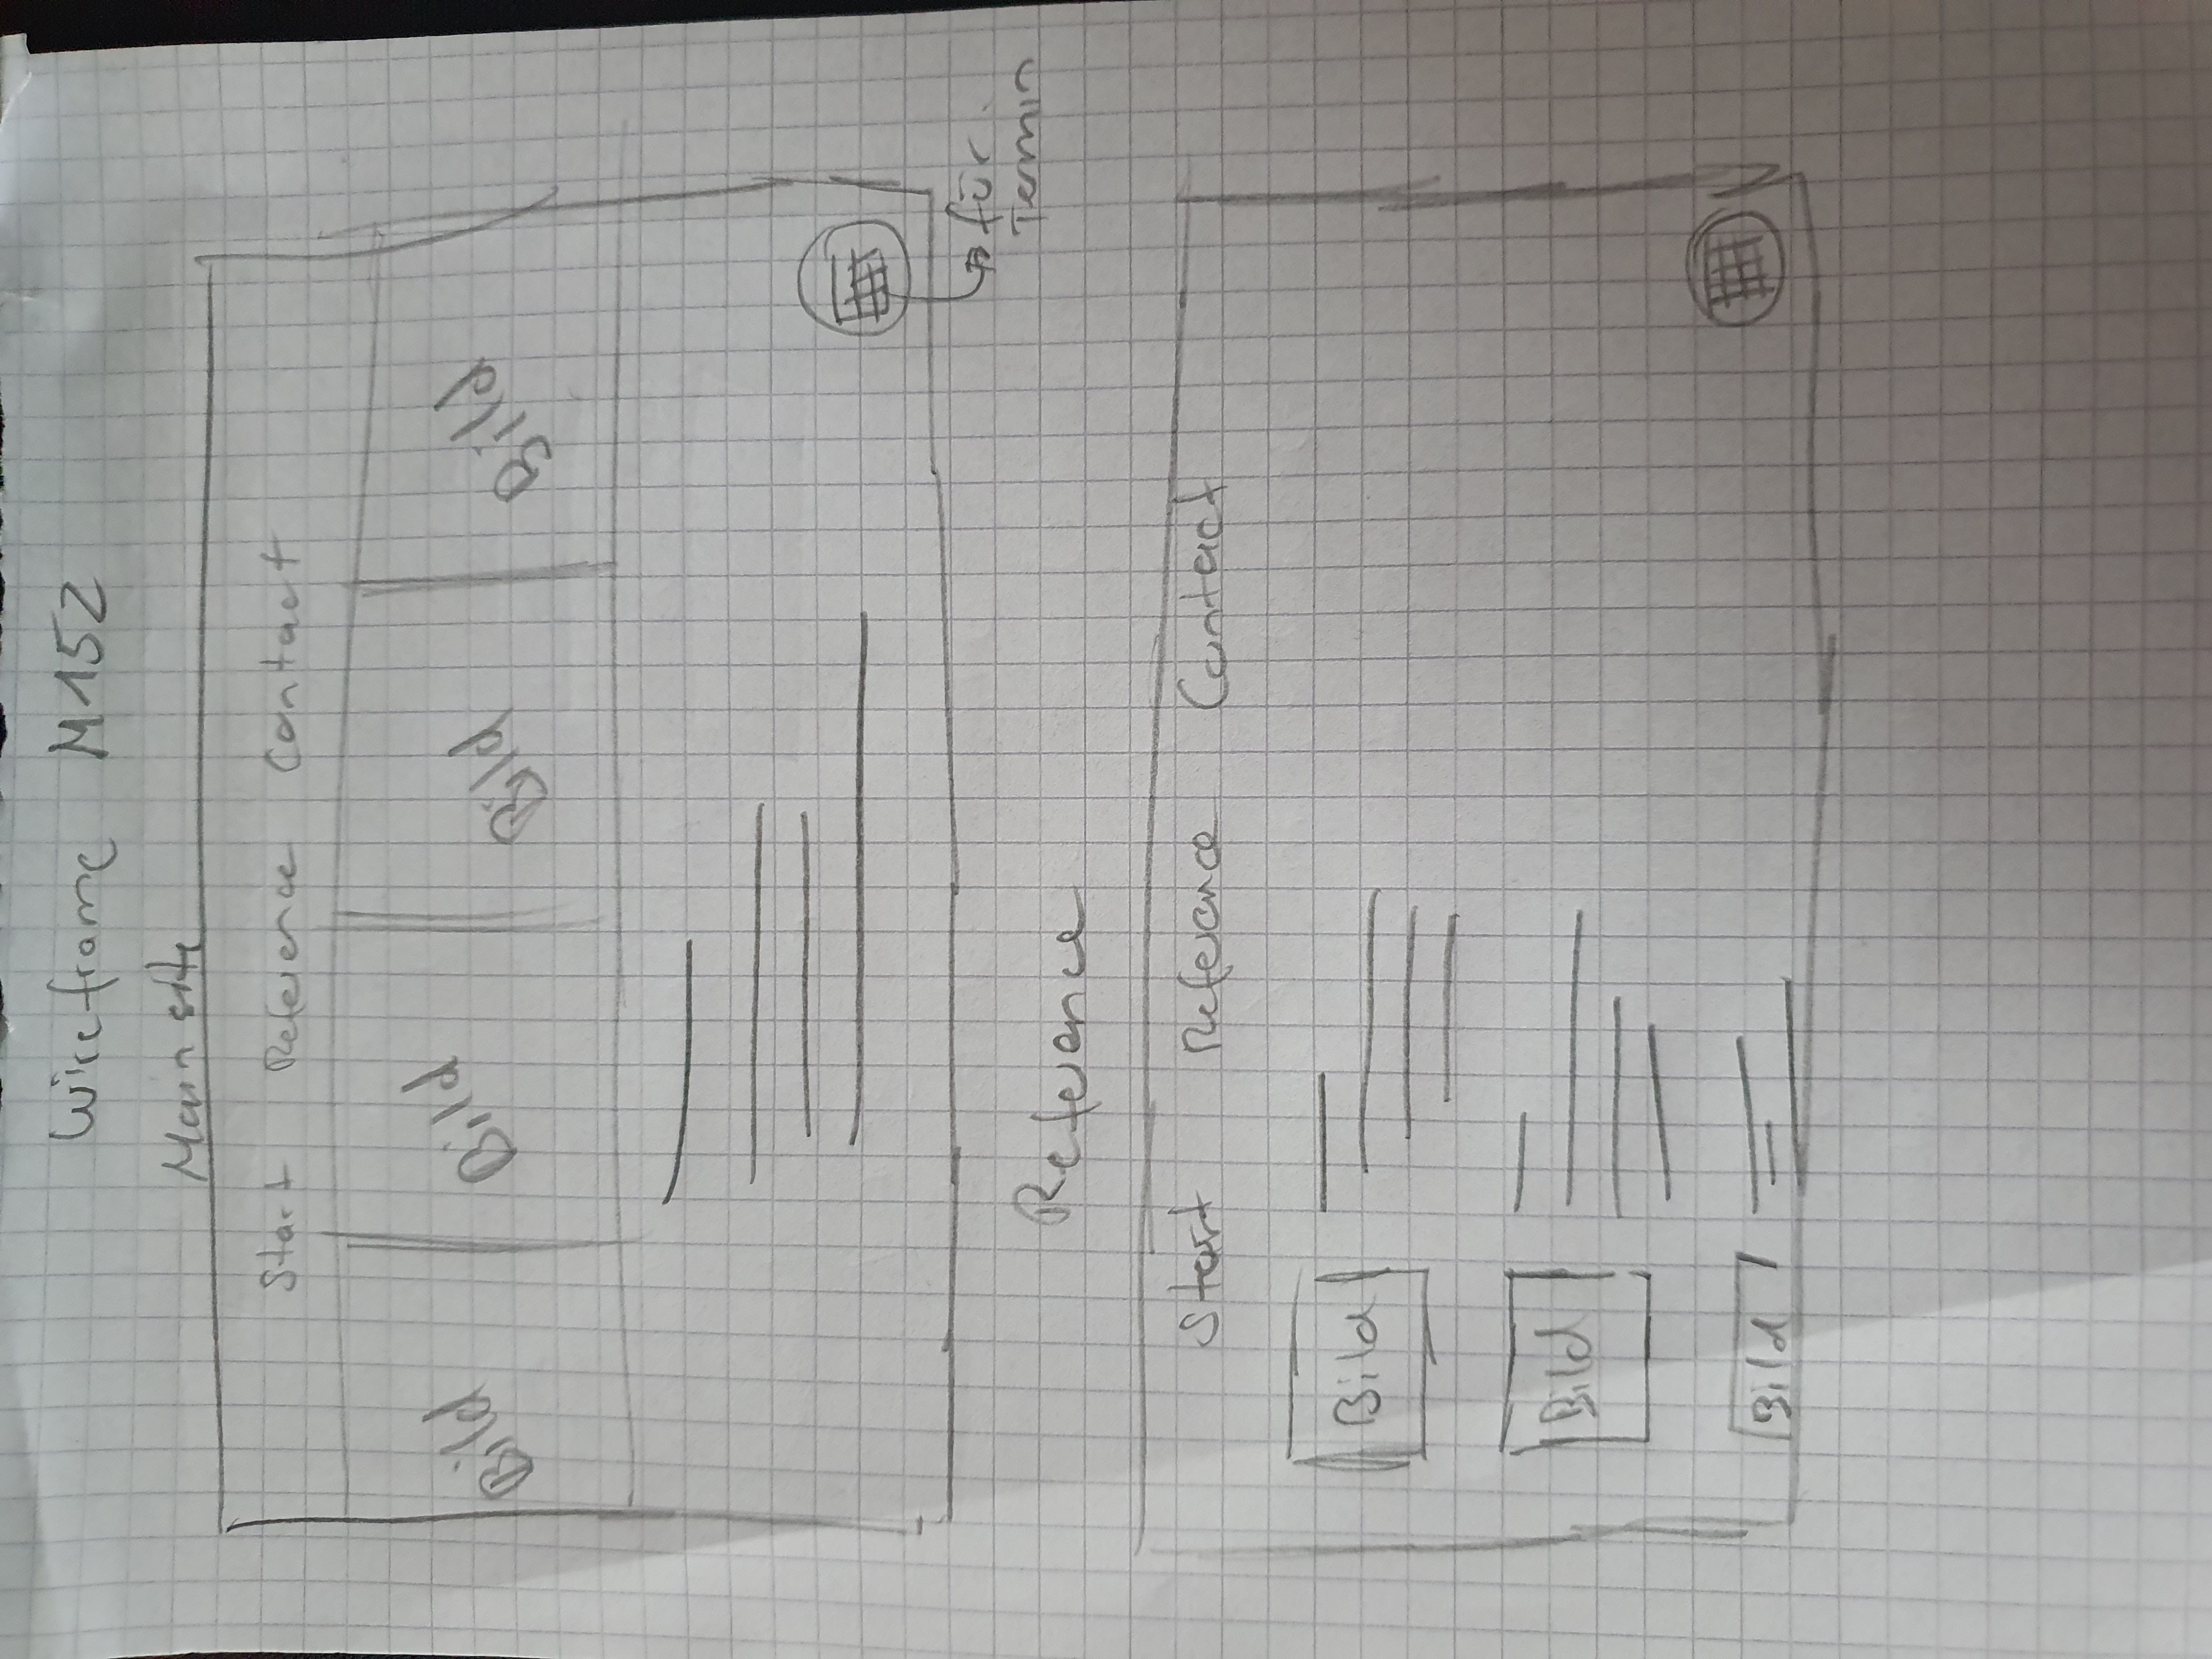 Wireframe M152
Main site
Start Reference Contact
Bild Bild Bild Bild
für
Termin
Reference
Start Reference Contact
Bild
Bild
Bild